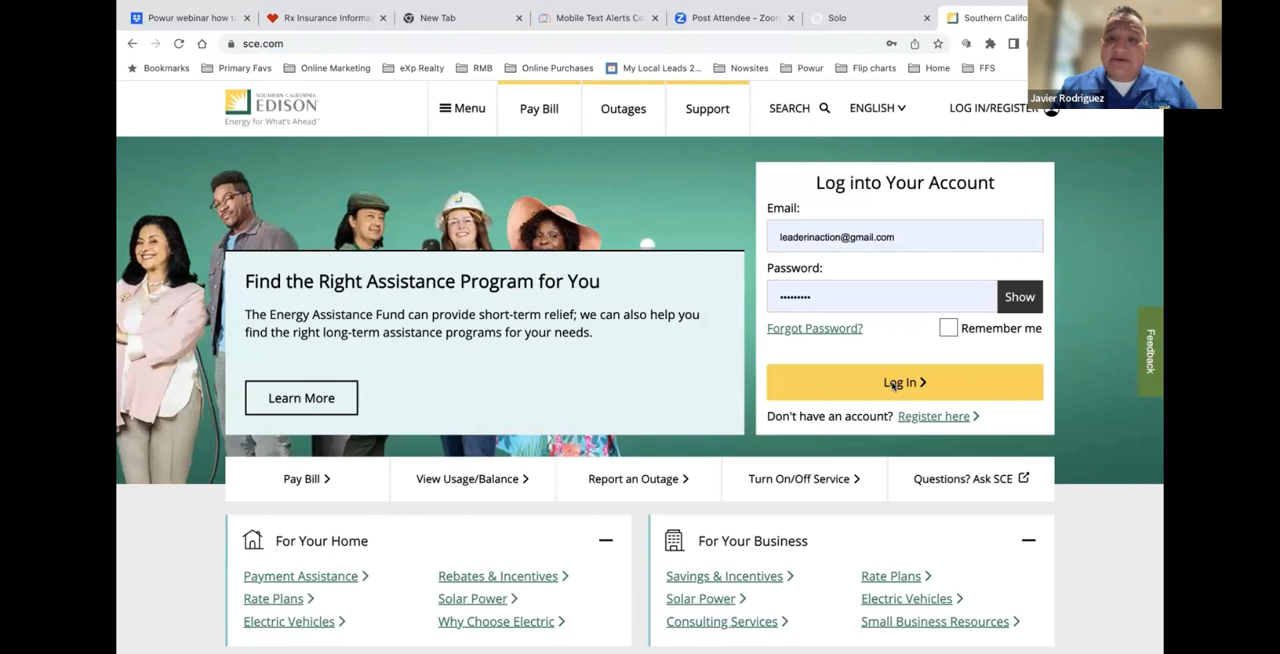 Powur webinar how t
Rx Insurance Informa
New Tab
Mobile Text Alerts Co
Post Attendee - Zoon
Solo
Southern Califo
sce.com
Bookmarks
Primary Favs
Online Marketing
eXp Realty
RMB
Online Purchases
My Local Leads 2...
Nowsites
Powur
Flip charts
Home
FFS
Javier Rodriguez
SOUTHERN CALIFORNIA
EDISON
Energy for What's Ahead
Menu
Pay Bill
Outages
Support
SEARCH
ENGLISH
LOG IN/REGISTER
Log into Your Account
Email:
leaderinaction@gmail.com
Password:
•••••••••
Show
Forgot Password?
Remember me
Log In
Don't have an account? Register here
Find the Right Assistance Program for You
The Energy Assistance Fund can provide short-term relief; we can also help you
find the right long-term assistance programs for your needs.
Learn More
Feedback
Pay Bill
View Usage/Balance
Report an Outage
Turn On/Off Service
Questions? Ask SCE
For Your Home
Payment Assistance
Rebates & Incentives
Rate Plans
Solar Power
Electric Vehicles
Why Choose Electric
For Your Business
Savings & Incentives
Rate Plans
Solar Power
Electric Vehicles
Consulting Services
Small Business Resources